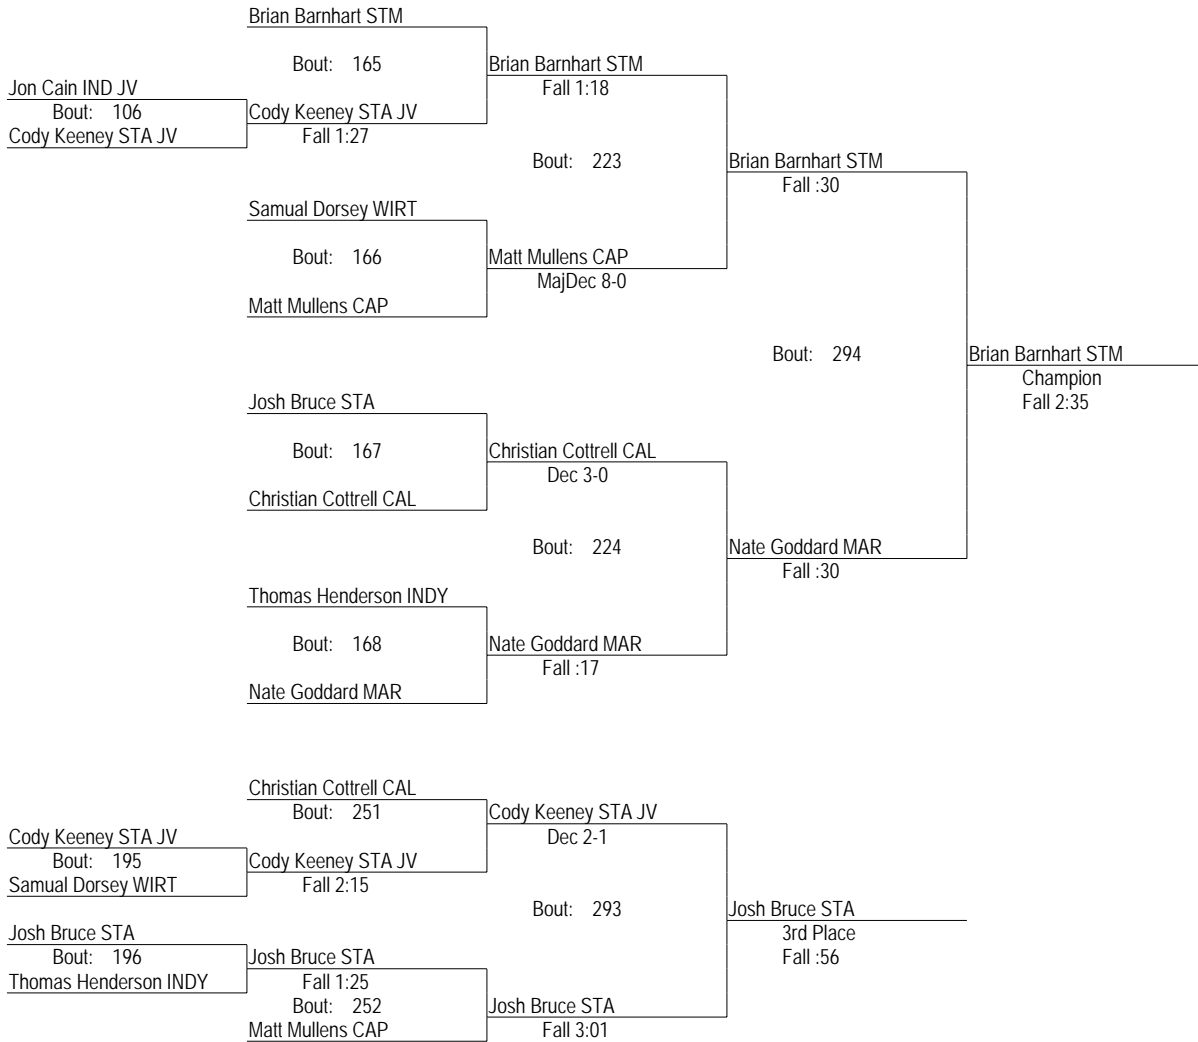 Brian Barnhart STM
Bout: 165
Brian Barnhart STM
Fall 1:18
Jon Cain IND JV
Bout: 106
Cody Keeney STA JV
Cody Keeney STA JV
Fall 1:27
Bout: 223
Brian Barnhart STM
Fall :30
Samual Dorsey WIRT
Bout: 166
Matt Mullens CAP
MajDec 8-0
Matt Mullens CAP
Bout: 294
Brian Barnhart STM
Champion
Fall 2:35
Josh Bruce STA
Bout: 167
Christian Cottrell CAL
Dec 3-0
Christian Cottrell CAL
Bout: 224
Nate Goddard MAR
Fall :30
Thomas Henderson INDY
Bout: 168
Nate Goddard MAR
Fall :17
Nate Goddard MAR
Christian Cottrell CAL
Bout: 251
Cody Keeney STA JV
Dec 2-1
Cody Keeney STA JV
Bout: 195
Samual Dorsey WIRT
Cody Keeney STA JV
Fall 2:15
Bout: 293
Josh Bruce STA
3rd Place
Fall :56
Josh Bruce STA
Bout: 196
Thomas Henderson INDY
Josh Bruce STA
Fall 1:25
Bout: 252
Josh Bruce STA
Fall 3:01
Matt Mullens CAP